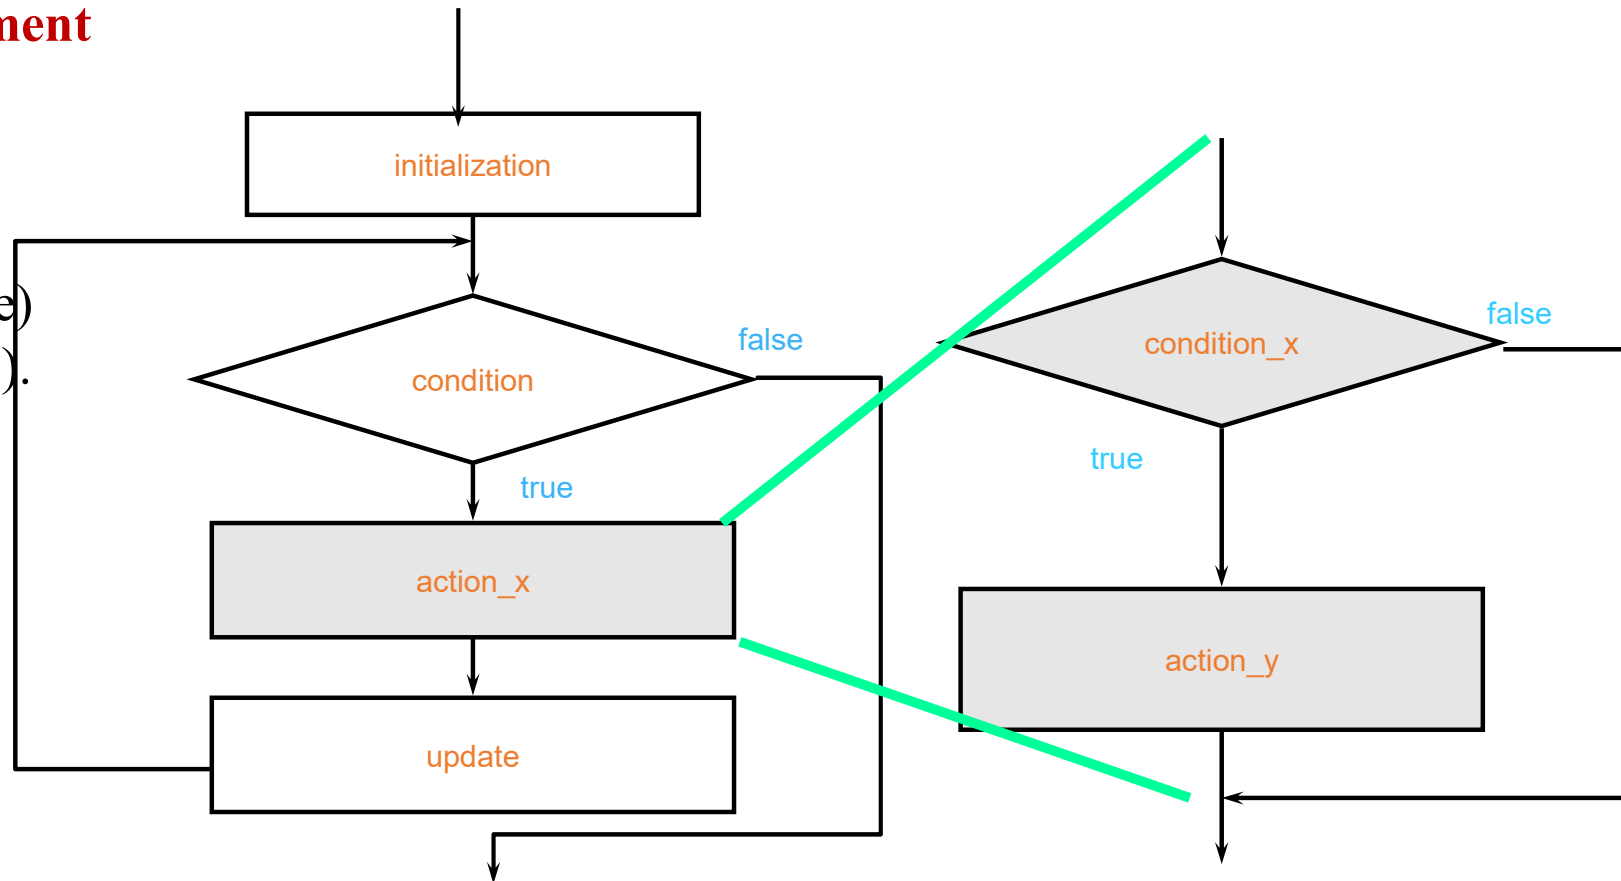 ment
initialization
e)
).
false
condition
true
action_x
update
condition_x
false
true
action_y